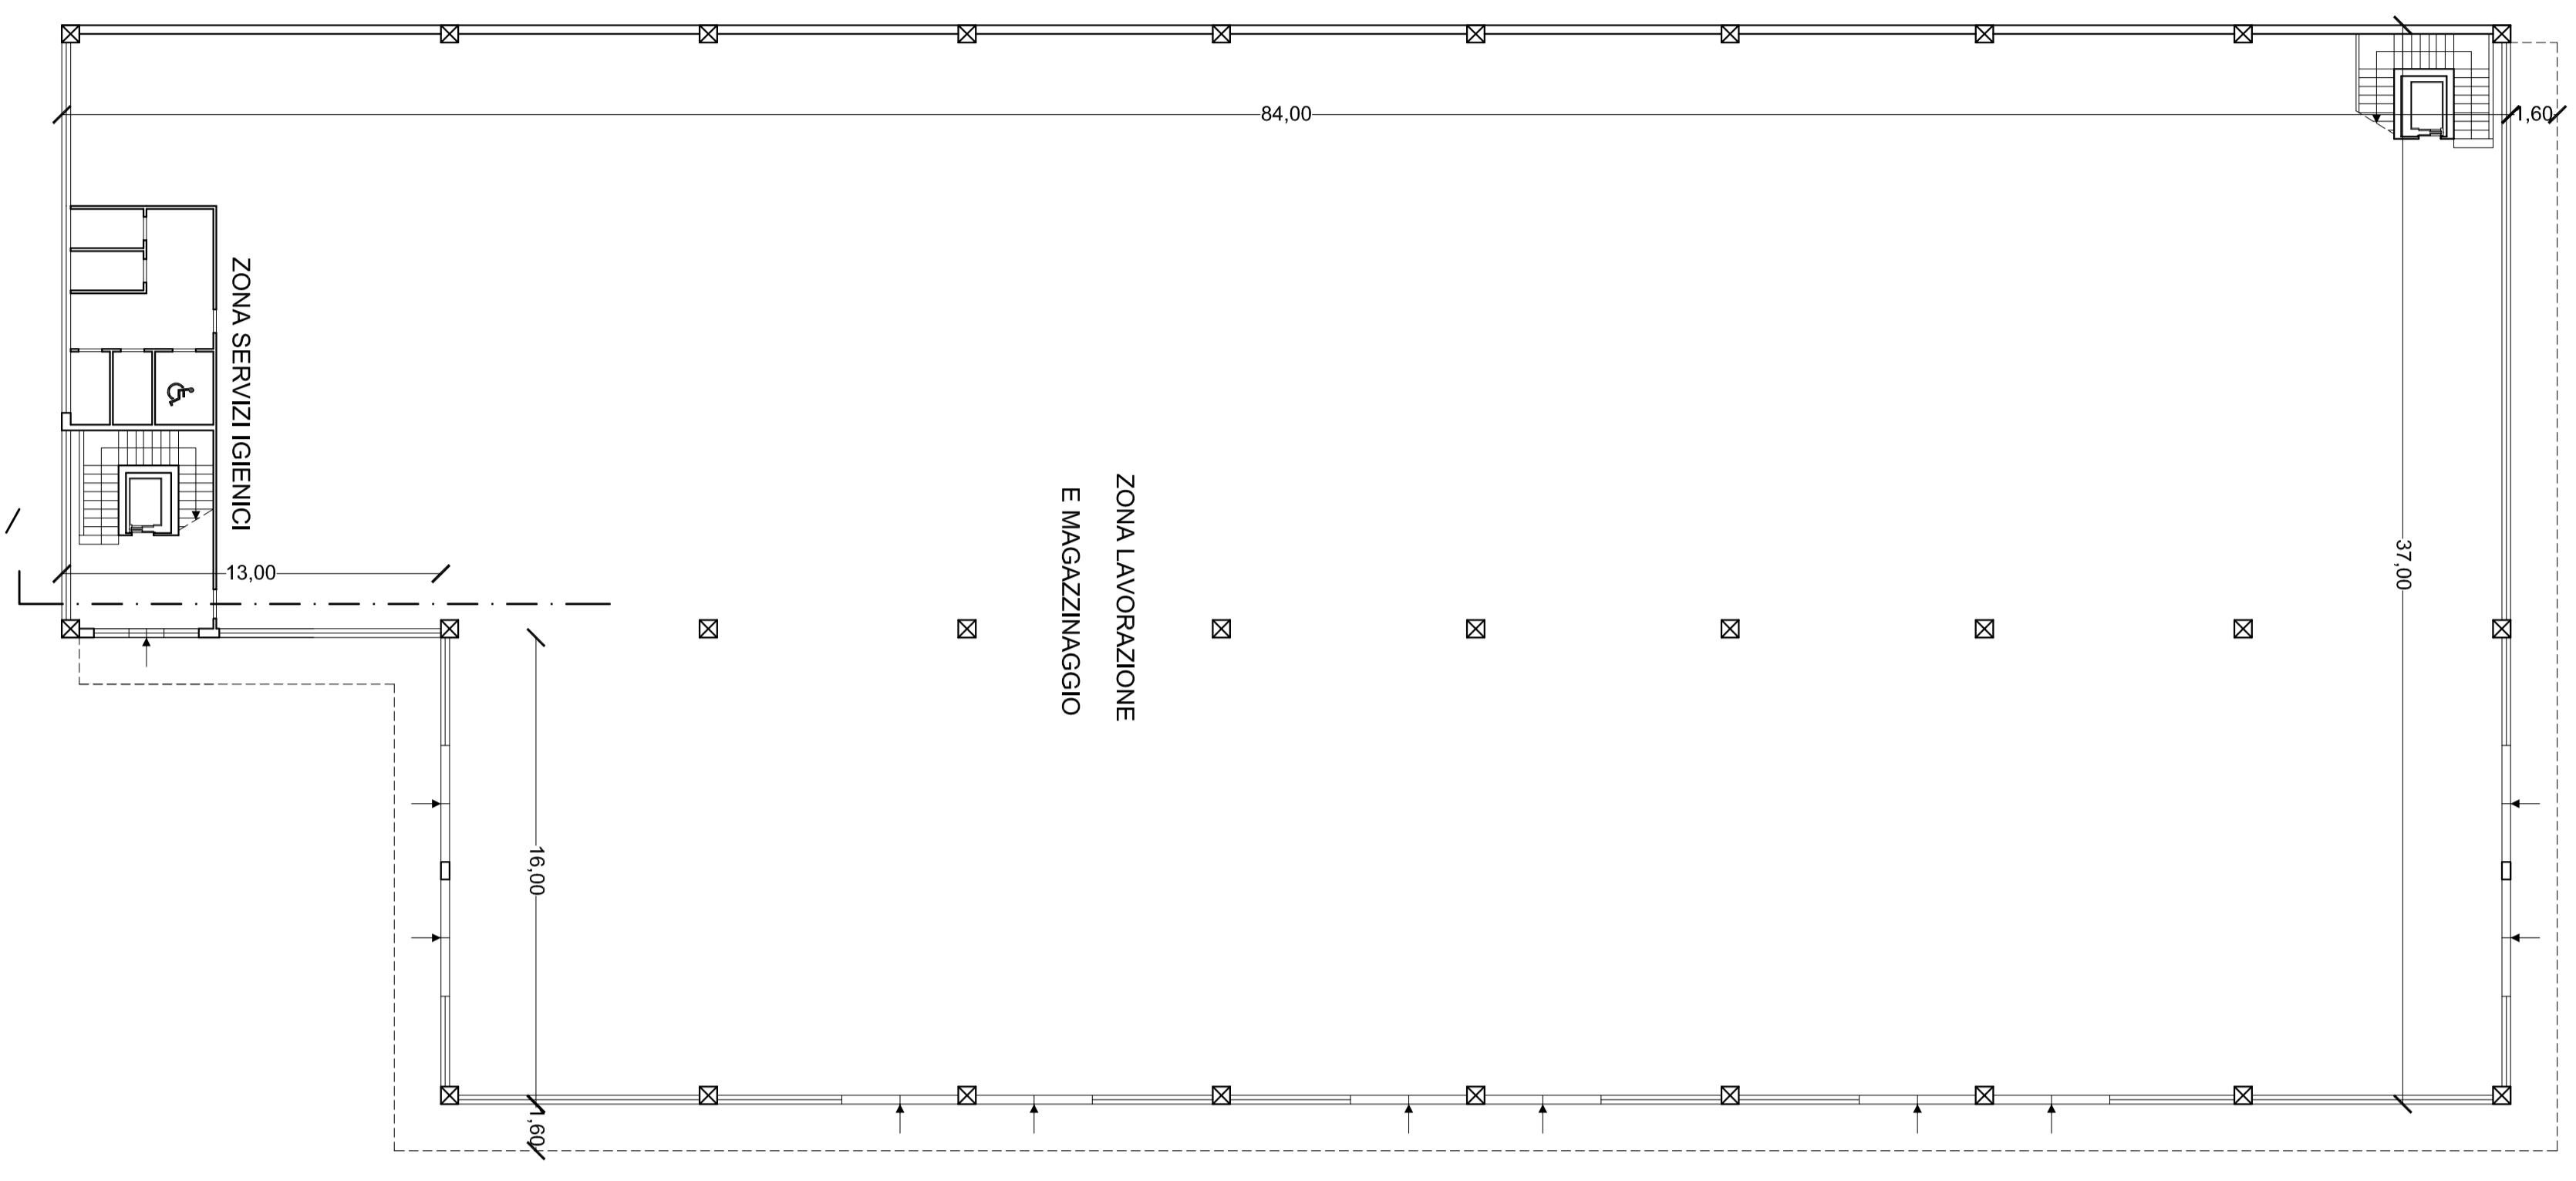 84,00
1,60
ZONA SERVIZI IGIENICI
ZONA LAVORAZIONE
E MAGAZZINAGGIO
37,00
13,00
16,00
1,60